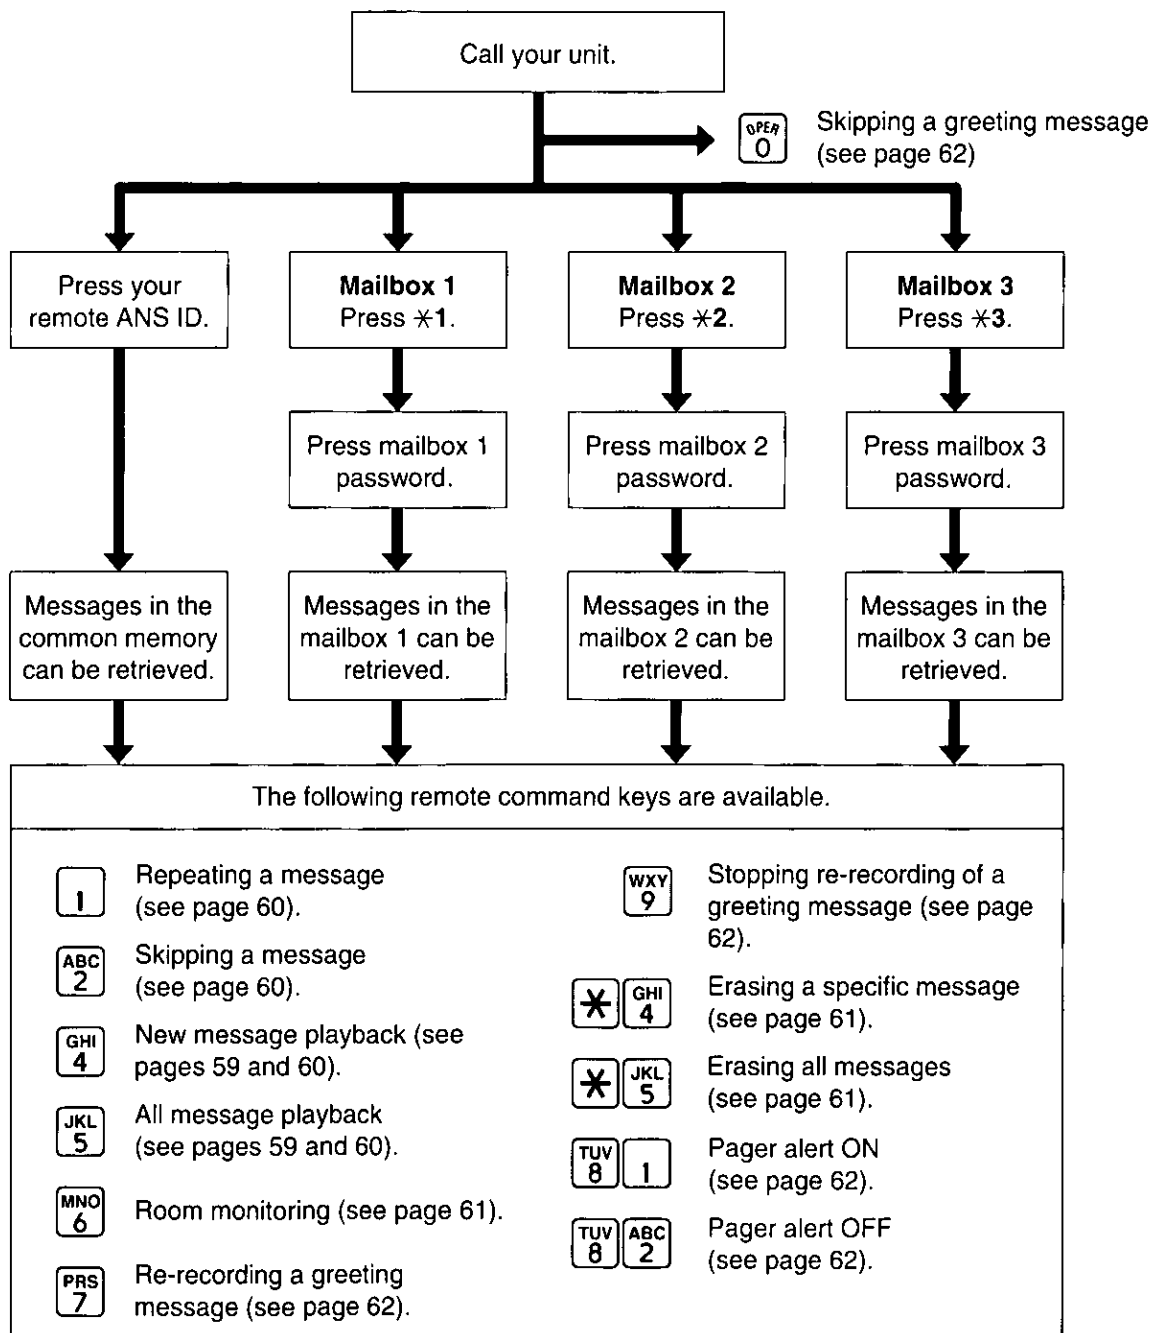 Call your unit.
OPER
0
Skipping a greeting message
(see page 62)
Press your
remote ANS ID.
Mailbox 1
Press ✳1.
Mailbox 2
Press ✳2.
Mailbox 3
Press ✳3.
Press mailbox 1
password.
Press mailbox 2
password.
Press mailbox 3
password.
Messages in the
common memory
can be retrieved.
Messages in the
mailbox 1 can be
retrieved.
Messages in the
mailbox 2 can be
retrieved.
Messages in the
mailbox 3 can be
retrieved.
The following remote command keys are available.
1
Repeating a message
(see page 60).
ABC
2
Skipping a message
(see page 60).
GHI
4
New message playback (see
pages 59 and 60).
JKL
5
All message playback
(see pages 59 and 60).
MNO
6
Room monitoring (see page 61).
PRS
7
Re-recording a greeting
message (see page 62).
WXY
9
Stopping re-recording of a
greeting message (see page
62).
✳ GHI
4
Erasing a specific message
(see page 61).
✳ JKL
5
Erasing all messages
(see page 61).
TUV
8 1
Pager alert ON
(see page 62).
TUV ABC
8 2
Pager alert OFF
(see page 62).